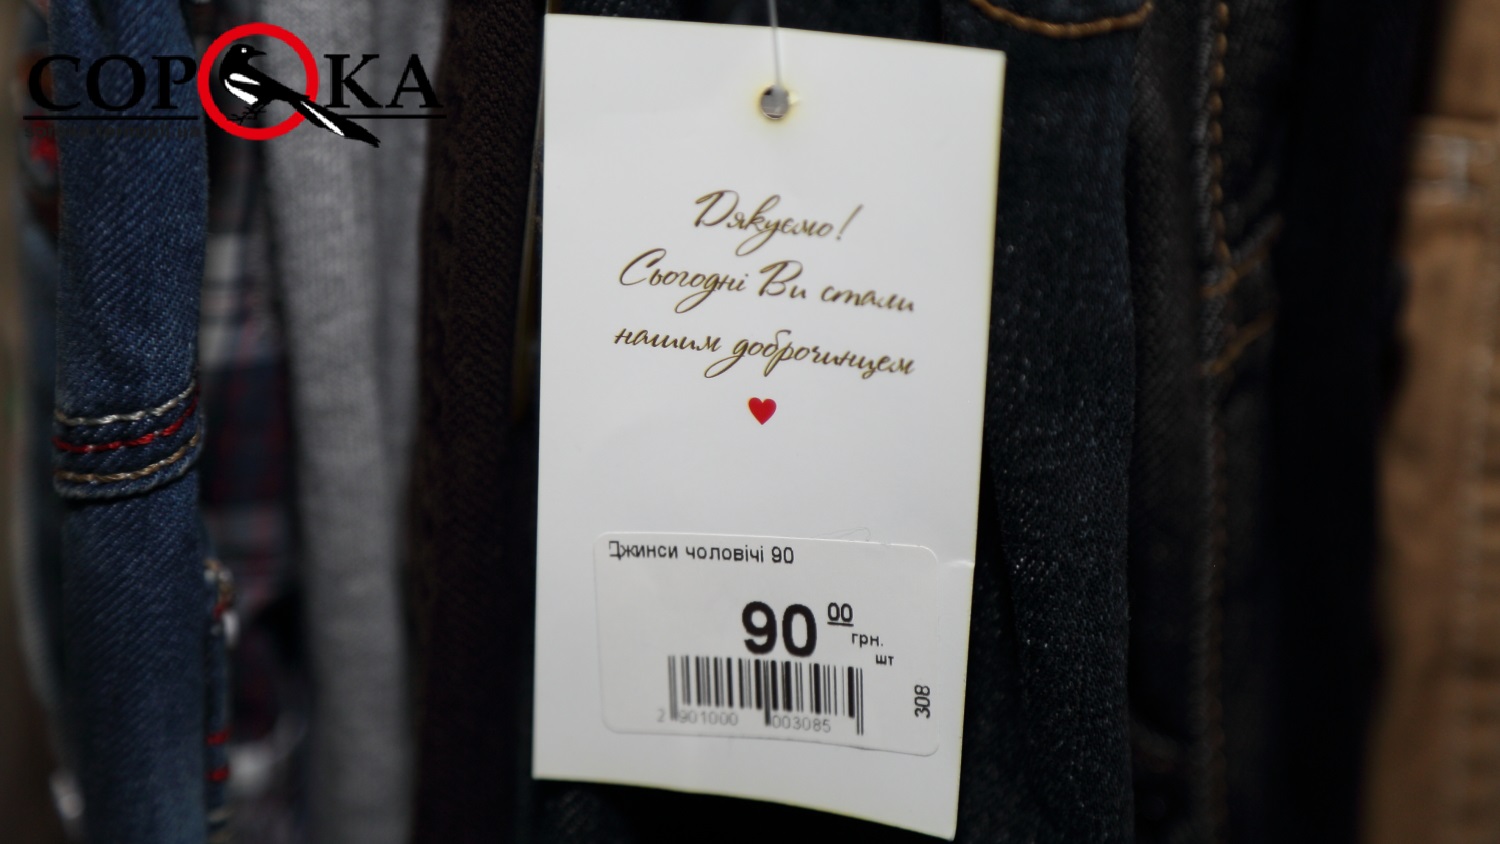 СОРОКА
Дякуємо!
Сьогодні Ви стали
нашим доброчинцем
Джинси чоловічі 90
90 00
грн.
шт
308
2 901000 003085